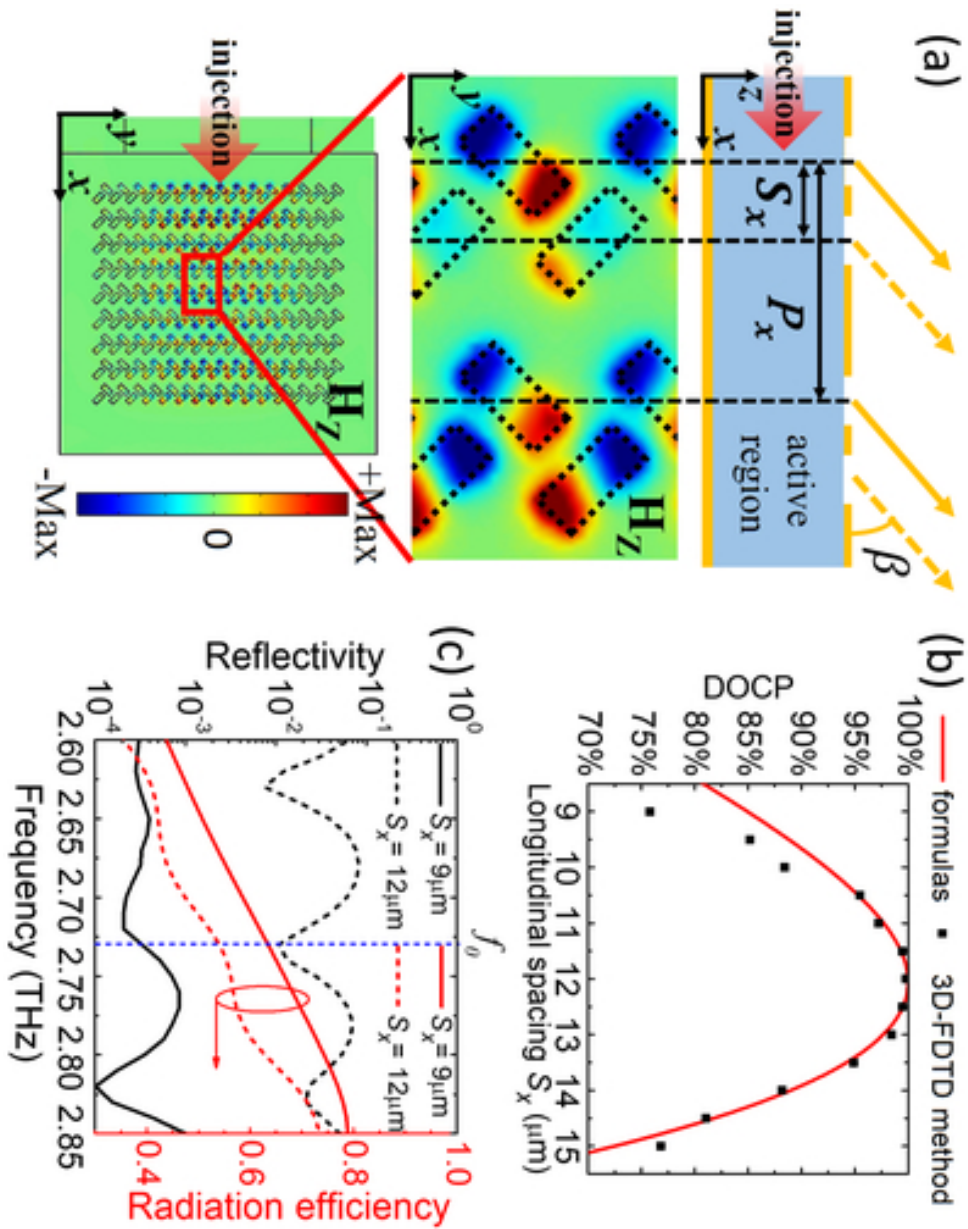 (a)
injection
S_x
P_x
active
region
β
z
x
H_z
y
x
injection
H_z
y
x
+Max
0
-Max
(b)
formulas
3D-FDTD method
DOCP
100%
95%
90%
85%
80%
75%
70%
9 10 11 12 13 14 15
Longitudinal spacing S_x (μm)
(c)
f_0
Reflectivity
10^0
10^-1
10^-2
10^-3
10^-4
S_x = 9μm
S_x = 9μm
S_x = 12μm
S_x = 12μm
1.0
0.8
0.6
0.4
Radiation efficiency
2.60 2.65 2.70 2.75 2.80 2.85
Frequency (THz)